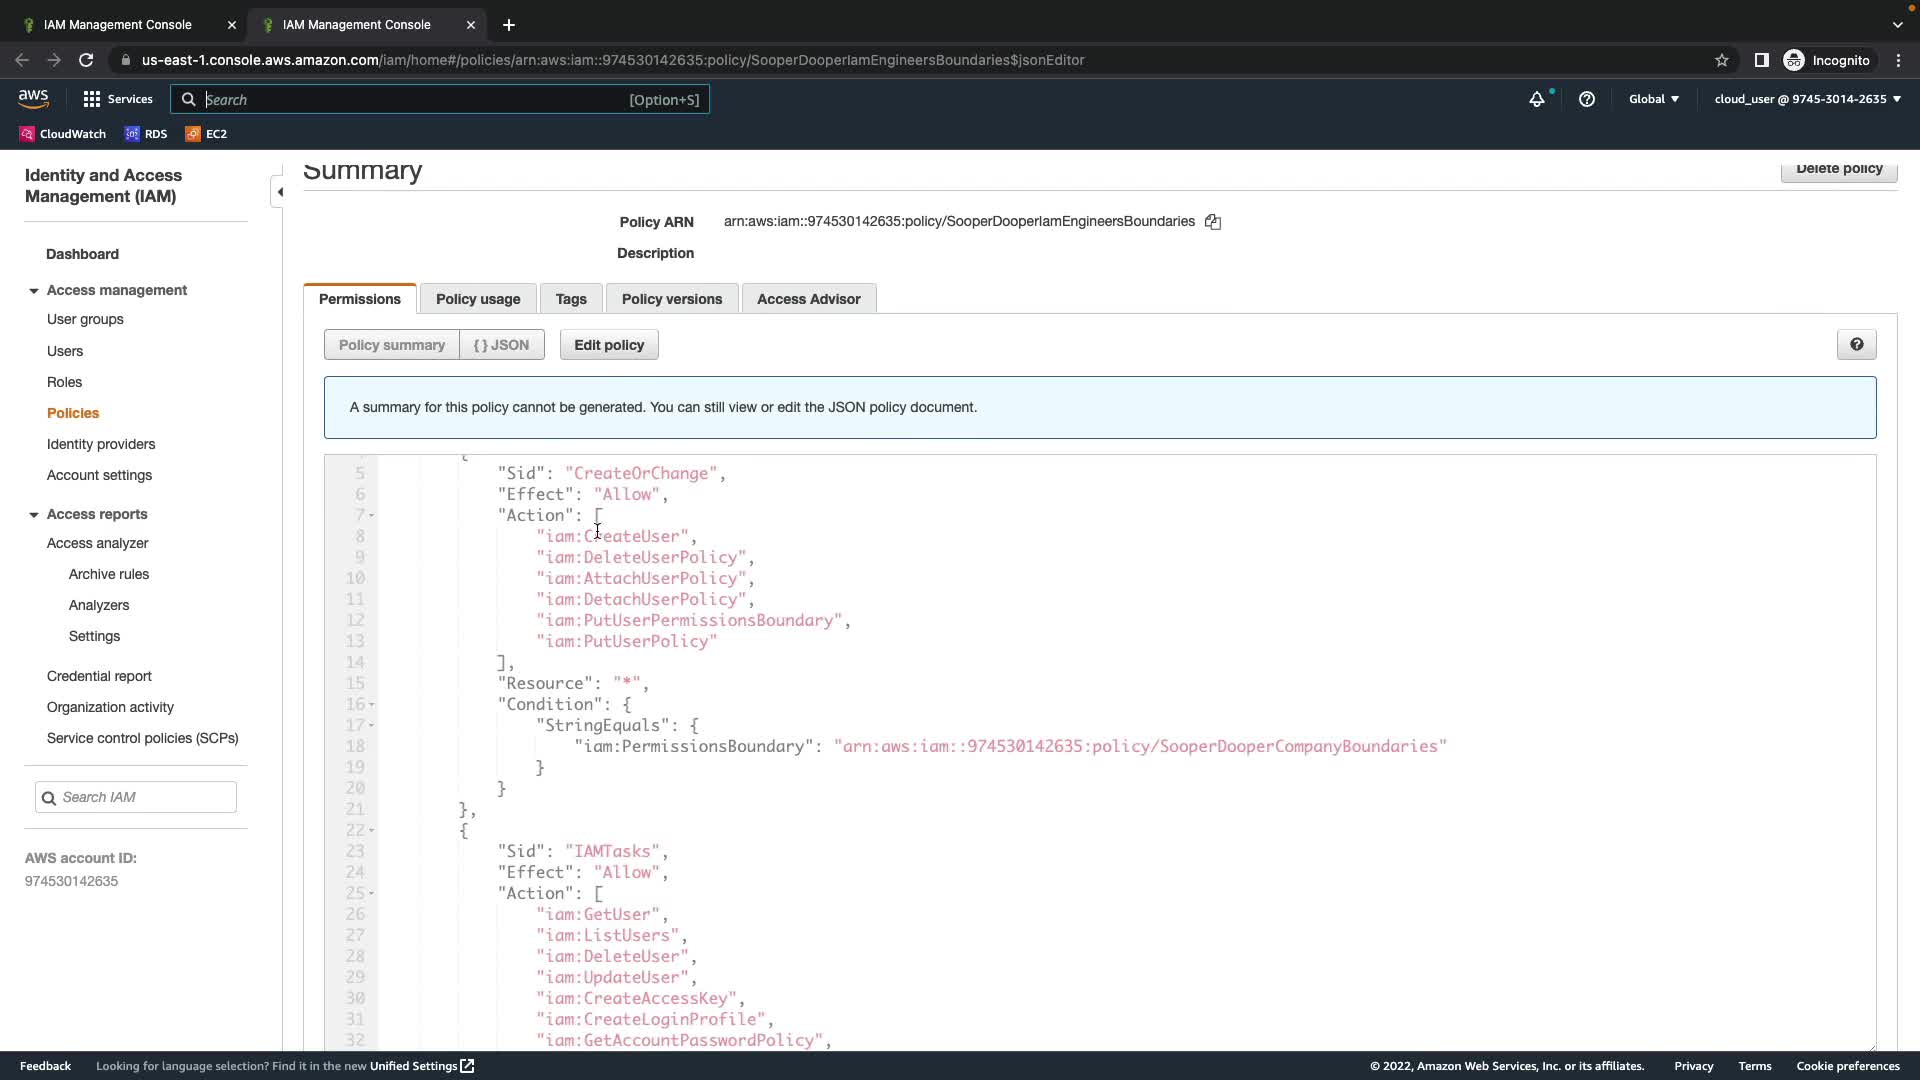 IAM Management Console
IAM Management Console
us-east-1.console.aws.amazon.com/iam/home#/policies/arn:aws:iam::974530142635:policy/SooperDooperIamEngineersBoundaries$jsonEditor
Incognito
aws
Services
Search
[Option+S]
Global
cloud_user @ 9745-3014-2635
CloudWatch
RDS
EC2
Identity and Access
Management (IAM)
Dashboard
Access management
User groups
Users
Roles
Policies
Identity providers
Account settings
Access reports
Access analyzer
Archive rules
Analyzers
Settings
Credential report
Organization activity
Service control policies (SCPs)
Search IAM
AWS account ID:
974530142635
Summary
Delete policy
Policy ARN arn:aws:iam::974530142635:policy/SooperDooperIamEngineersBoundaries
Description
Permissions
Policy usage
Tags
Policy versions
Access Advisor
Policy summary
{ } JSON
Edit policy
A summary for this policy cannot be generated. You can still view or edit the JSON policy document.
{
5 "Sid": "CreateOrChange",
6 "Effect": "Allow",
7 "Action": [
8 "iam:CreateUser",
9 "iam:DeleteUserPolicy",
10 "iam:AttachUserPolicy",
11 "iam:DetachUserPolicy",
12 "iam:PutUserPermissionsBoundary",
13 "iam:PutUserPolicy"
14 ],
15 "Resource": "*",
16 "Condition": {
17 "StringEquals": {
18 "iam:PermissionsBoundary": "arn:aws:iam::974530142635:policy/SooperDooperCompanyBoundaries"
19 }
20 }
21 },
22 {
23 "Sid": "IAMTasks",
24 "Effect": "Allow",
25 "Action": [
26 "iam:GetUser",
27 "iam:ListUsers",
28 "iam:DeleteUser",
29 "iam:UpdateUser",
30 "iam:CreateAccessKey",
31 "iam:CreateLoginProfile",
32 "iam:GetAccountPasswordPolicy",
Feedback
Looking for language selection? Find it in the new Unified Settings
© 2022, Amazon Web Services, Inc. or its affiliates.
Privacy
Terms
Cookie preferences